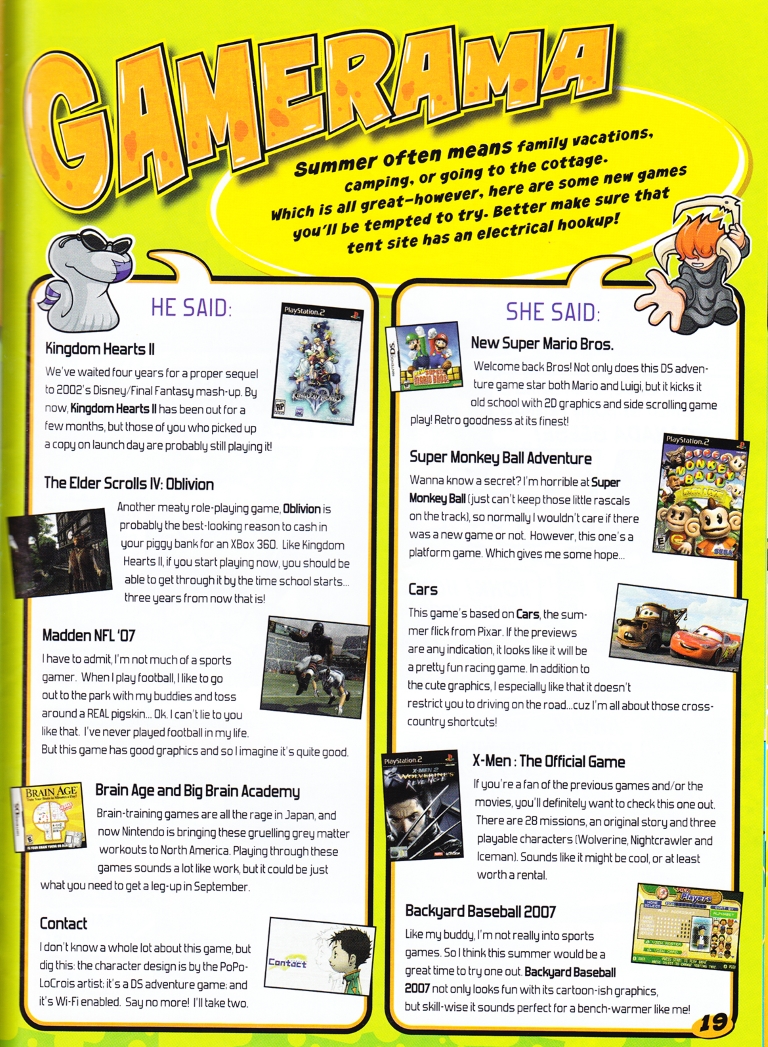 GAMERAMA
Summer often means family vacations,
camping, or going to the cottage.
Which is all great—however, here are some new games
you'll be tempted to try. Better make sure that
tent site has an electrical hookup!
HE SAID:
PlayStation 2
Kingdom Hearts II
We've waited four years for a proper sequel
to 2002's Disney/Final Fantasy mash-up. By
now, Kingdom Hearts II has been out for a
few months, but those of you who picked up
a copy on launch day are probably still playing it!
The Elder Scrolls IV: Oblivion
Another meaty role-playing game, Oblivion is
probably the best-looking reason to cash in
your piggy bank for an XBox 360. Like Kingdom
Hearts II, if you start playing now, you should be
able to get through it by the time school starts...
three years from now that is!
Madden NFL '07
I have to admit, I'm not much of a sports
gamer. When I play football, I like to go
out to the park with my buddies and toss
around a REAL pigskin... Ok. I can't lie to you
like that. I've never played football in my life.
But this game has good graphics and so I imagine it's quite good.
BRAIN AGE
Brain Age and Big Brain Academy
Brain-training games are all the rage in Japan, and
now Nintendo is bringing these gruelling grey matter
workouts to North America. Playing through these
games sounds a lot like work, but it could be just
what you need to get a leg-up in September.
Contact
I don't know a whole lot about this game, but
dig this: the character design is by the PoPo-
LoCrois artist; it's a DS adventure game; and
it's Wi-Fi enabled. Say no more! I'll take two.
Contact
SHE SAID:
New Super Mario Bros.
Welcome back Bros! Not only does this DS adven-
ture game star both Mario and Luigi, but it kicks it
old school with 2D graphics and side scrolling game
play! Retro goodness at its finest!
PlayStation 2
SUPER
MONKEY
BALL
SEGA
Super Monkey Ball Adventure
Wanna know a secret? I'm horrible at Super
Monkey Ball (just can't keep those little rascals
on the track), so normally I wouldn't care if there
was a new game or not. However, this one's a
platform game. Which gives me some hope...
Cars
This game's based on Cars, the sum-
mer flick from Pixar. If the previews
are any indication, it looks like it will be
a pretty fun racing game. In addition to
the cute graphics, I especially like that it doesn't
restrict you to driving on the road...cuz I'm all about those cross-
country shortcuts!
PlayStation 2
X-MEN 2
WOLVERINE'S
REVENGE
X-Men : The Official Game
If you're a fan of the previous games and/or the
movies, you'll definitely want to check this one out.
There are 28 missions, an original story and three
playable characters (Wolverine, Nightcrawler and
Iceman). Sounds like it might be cool, or at least
worth a rental.
Backyard Baseball 2007
Like my buddy, I'm not really into sports
games. So I think this summer would be a
great time to try one out. Backyard Baseball
2007 not only looks fun with its cartoon-ish graphics,
but skill-wise it sounds perfect for a bench-warmer like me!
19